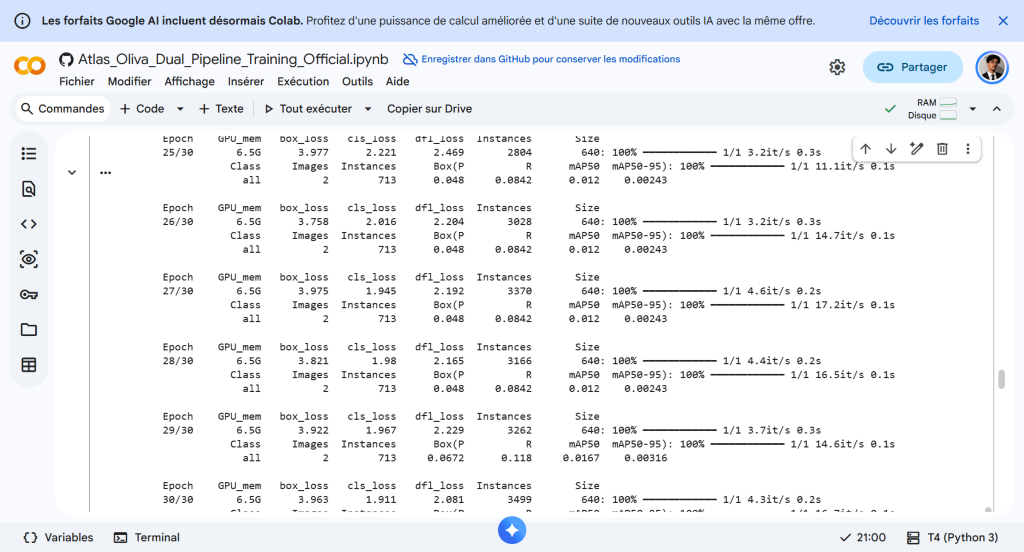 Les forfaits Google AI incluent désormais Colab. Profitez d'une puissance de calcul améliorée et d'une suite de nouveaux outils IA avec la même offre. Découvrir les forfaits
CO Atlas_Oliva_Dual_Pipeline_Training_Official.ipynb Enregistrer dans GitHub pour conserver les modifications
Partager
Fichier Modifier Affichage Insérer Exécution Outils Aide
Commandes + Code + Texte Tout exécuter Copier sur Drive RAM
Disque
Epoch GPU_mem box_loss cls_loss dfl_loss Instances Size
25/30 6.5G 3.977 2.221 2.469 2804 640: 100% ━━━━━━━━━━━━ 1/1 3.2it/s 0.3s
Class Images Instances Box(P R mAP50 mAP50-95): 100% ━━━━━━━━━━━━ 1/1 11.1it/s 0.1s
all 2 713 0.048 0.0842 0.012 0.00243
Epoch GPU_mem box_loss cls_loss dfl_loss Instances Size
26/30 6.5G 3.758 2.016 2.204 3028 640: 100% ━━━━━━━━━━━━ 1/1 3.2it/s 0.3s
Class Images Instances Box(P R mAP50 mAP50-95): 100% ━━━━━━━━━━━━ 1/1 14.7it/s 0.1s
all 2 713 0.048 0.0842 0.012 0.00243
Epoch GPU_mem box_loss cls_loss dfl_loss Instances Size
27/30 6.5G 3.975 1.945 2.192 3370 640: 100% ━━━━━━━━━━━━ 1/1 4.6it/s 0.2s
Class Images Instances Box(P R mAP50 mAP50-95): 100% ━━━━━━━━━━━━ 1/1 17.2it/s 0.1s
all 2 713 0.048 0.0842 0.012 0.00243
Epoch GPU_mem box_loss cls_loss dfl_loss Instances Size
28/30 6.5G 3.821 1.98 2.165 3166 640: 100% ━━━━━━━━━━━━ 1/1 4.4it/s 0.2s
Class Images Instances Box(P R mAP50 mAP50-95): 100% ━━━━━━━━━━━━ 1/1 16.5it/s 0.1s
all 2 713 0.048 0.0842 0.012 0.00243
Epoch GPU_mem box_loss cls_loss dfl_loss Instances Size
29/30 6.5G 3.922 1.967 2.229 3262 640: 100% ━━━━━━━━━━━━ 1/1 3.7it/s 0.3s
Class Images Instances Box(P R mAP50 mAP50-95): 100% ━━━━━━━━━━━━ 1/1 14.6it/s 0.1s
all 2 713 0.0672 0.118 0.0167 0.00316
Epoch GPU_mem box_loss cls_loss dfl_loss Instances Size
30/30 6.5G 3.963 1.911 2.081 3499 640: 100% ━━━━━━━━━━━━ 1/1 4.3it/s 0.2s
Variables Terminal 21:00 T4 (Python 3)